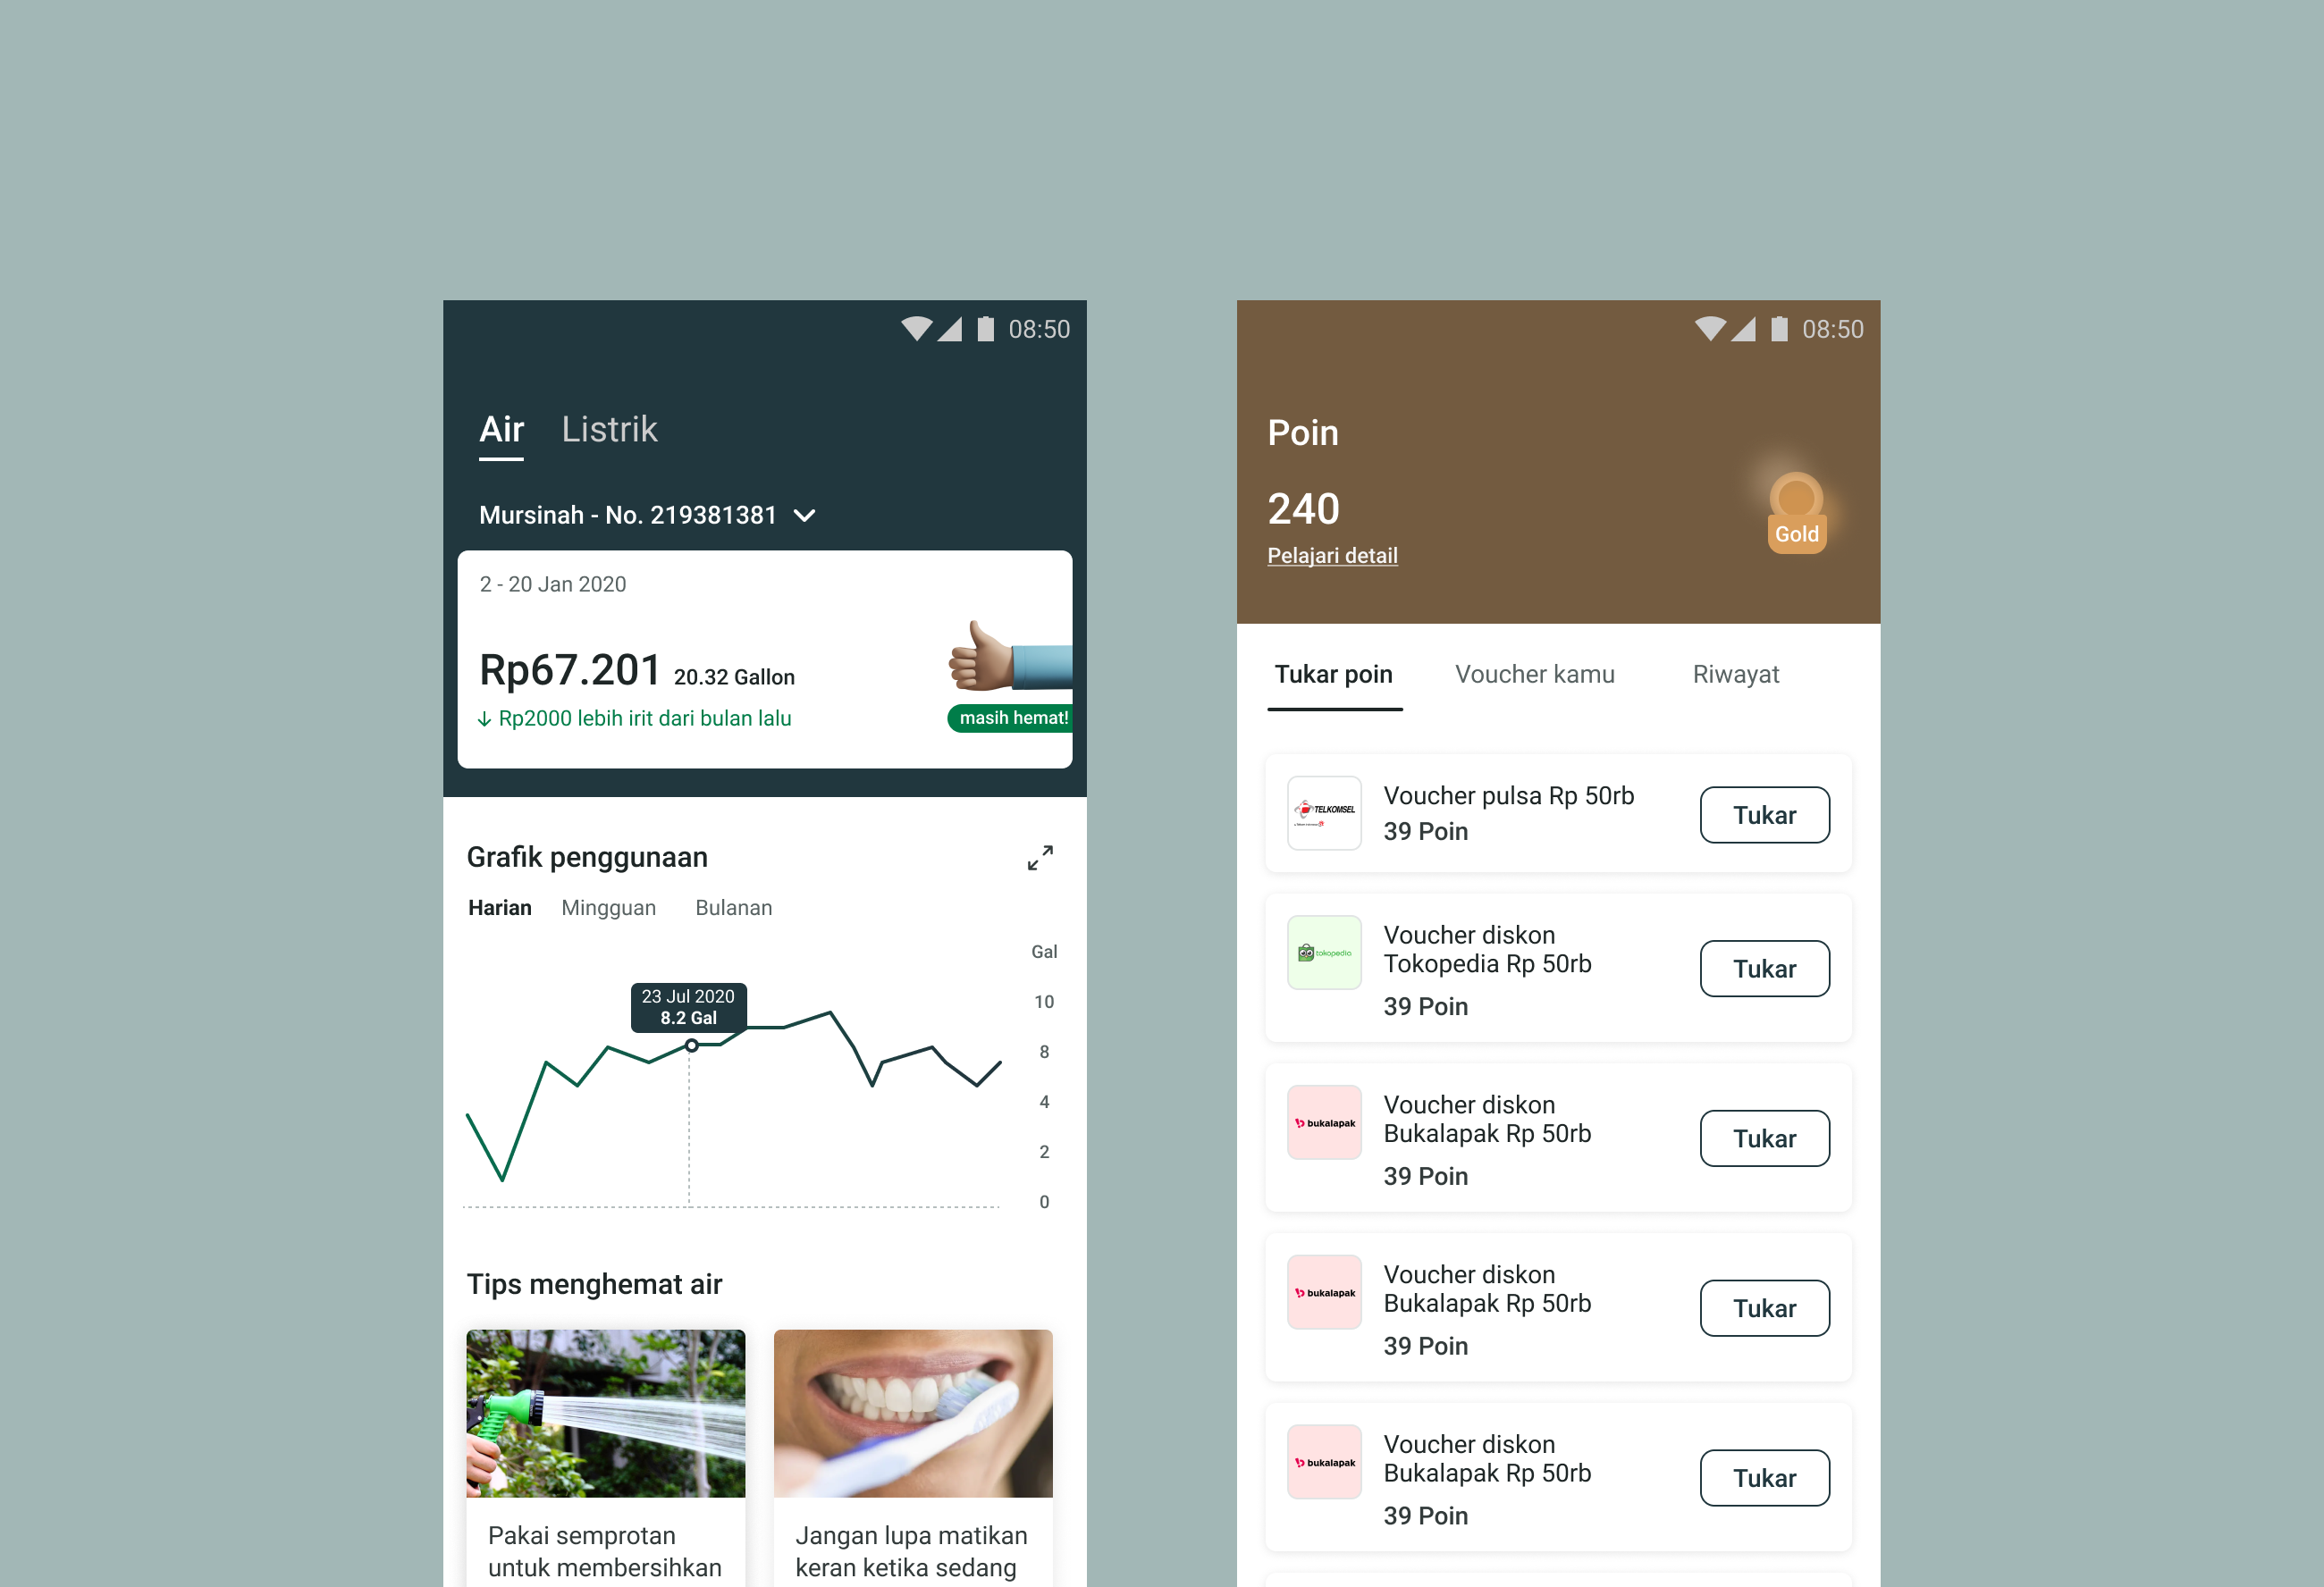 08:50
Air Listrik
Mursinah - No. 219381381
2 - 20 Jan 2020
Rp67.201 20.32 Gallon
Rp2000 lebih irit dari bulan lalu
masih hemat!
Grafik penggunaan
Harian Mingguan Bulanan
Gal
23 Jul 2020
8.2 Gal
10
8
4
2
0
Tips menghemat air
Pakai semprotan
untuk membersihkan
Jangan lupa matikan
keran ketika sedang
08:50
Poin
240
Pelajari detail
Gold
Tukar poin Voucher kamu Riwayat
TELKOMSEL
Voucher pulsa Rp 50rb
39 Poin
Tukar
tokopedia
Voucher diskon
Tokopedia Rp 50rb
39 Poin
Tukar
bukalapak
Voucher diskon
Bukalapak Rp 50rb
39 Poin
Tukar
bukalapak
Voucher diskon
Bukalapak Rp 50rb
39 Poin
Tukar
bukalapak
Voucher diskon
Bukalapak Rp 50rb
39 Poin
Tukar